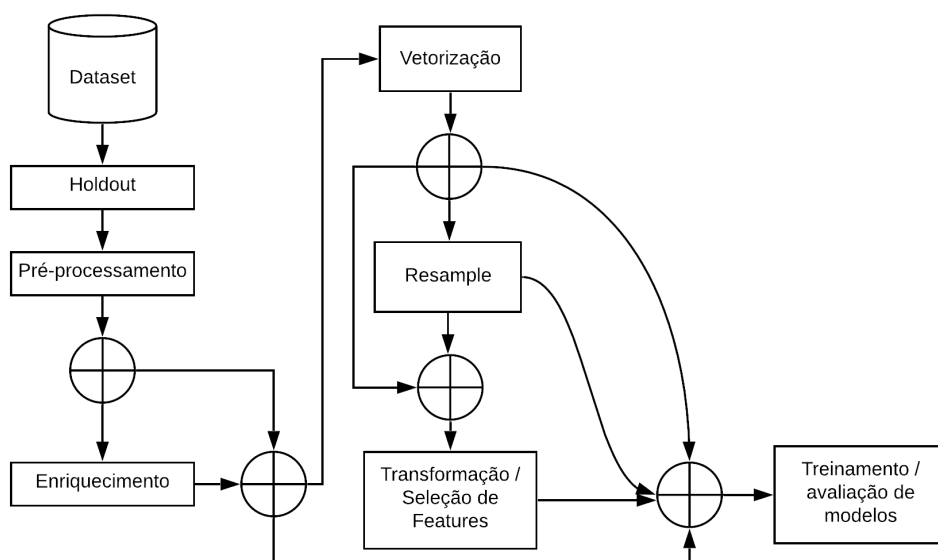 Dataset
Holdout
Pré-processamento
Enriquecimento
Vetorização
Resample
Transformação /
Seleção de
Features
Treinamento /
avaliação de
modelos